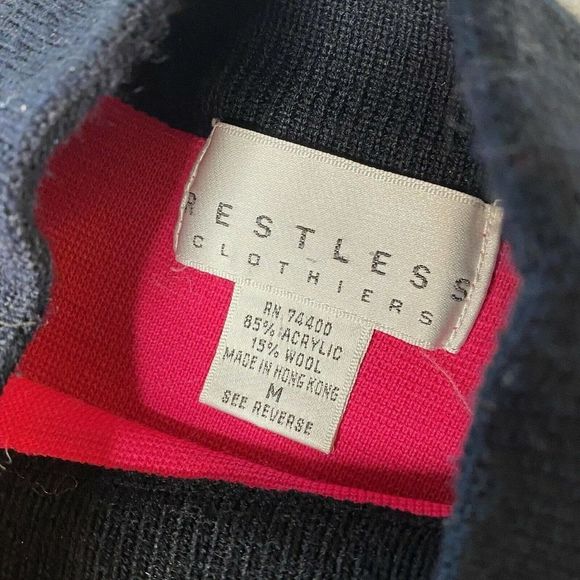 RESTLESS
CLOTHIERS
RN 74400
85% ACRYLIC
15% WOOL
MADE IN HONG KONG
M
SEE REVERSE